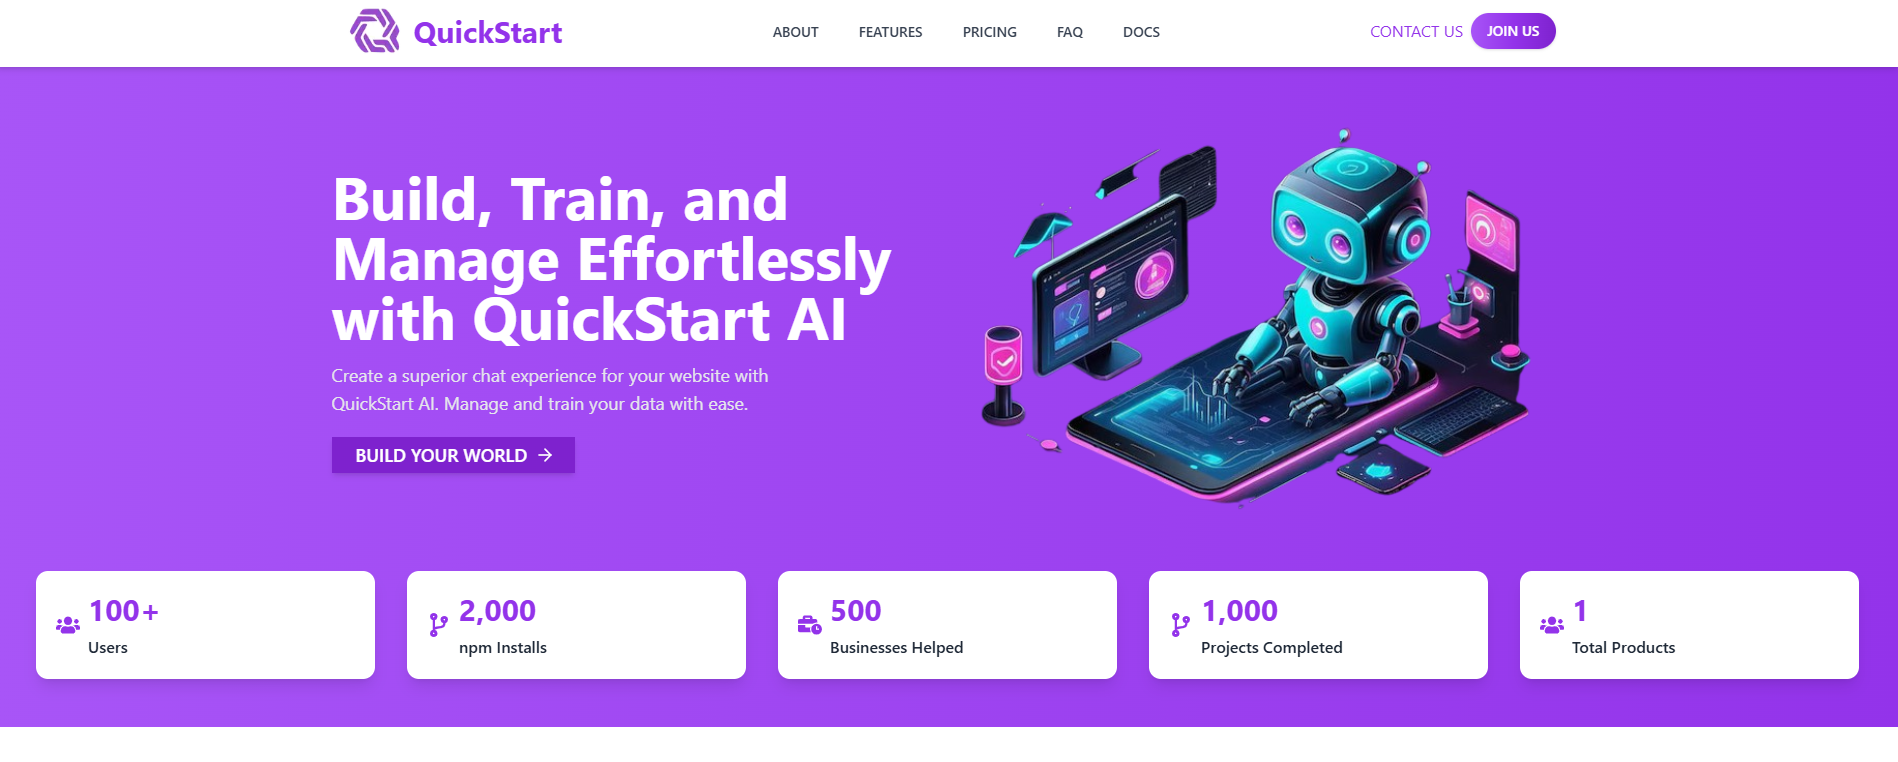 QuickStart
ABOUT
FEATURES
PRICING
FAQ
DOCS
CONTACT US
JOIN US
Build, Train, and
Manage Effortlessly
with QuickStart AI
Create a superior chat experience for your website with
QuickStart AI. Manage and train your data with ease.
BUILD YOUR WORLD
100+
Users
2,000
npm Installs
500
Businesses Helped
1,000
Projects Completed
1
Total Products